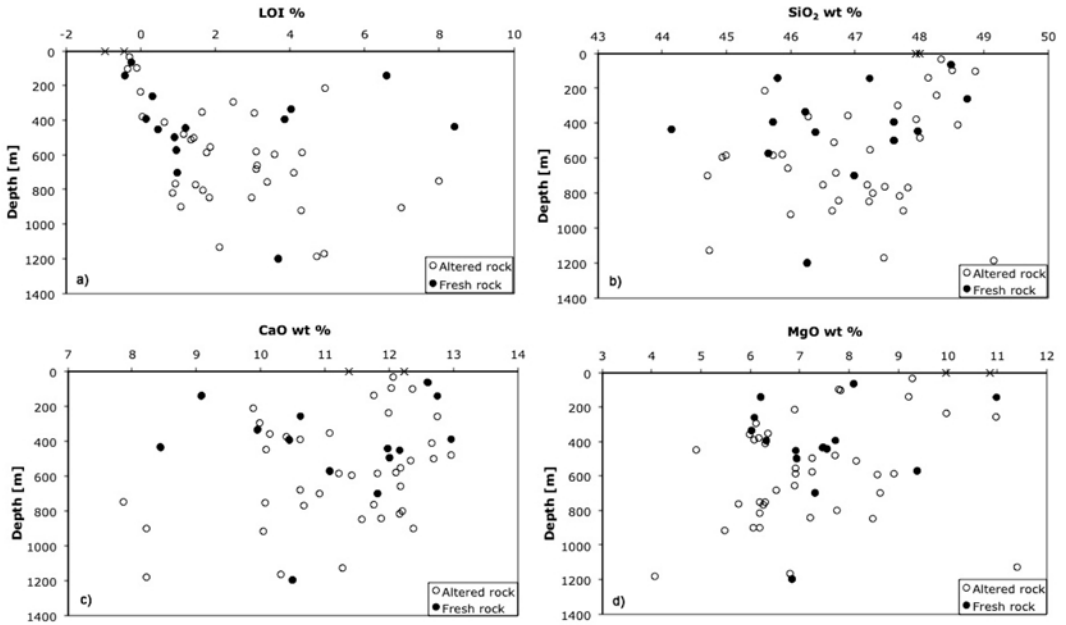 LOI %
-2 0 2 4 6 8 10
0
200
400
600
800
1000
1200
1400
Depth [m]
Altered rock
Fresh rock
a)
SiO₂ wt %
43 44 45 46 47 48 49 50
0
200
400
600
800
1000
1200
1400
Depth [m]
Altered rock
Fresh rock
b)
CaO wt %
7 8 9 10 11 12 13 14
0
200
400
600
800
1000
1200
1400
Depth [m]
Altered rock
Fresh rock
c)
MgO wt %
3 4 5 6 7 8 9 10 11 12
0
200
400
600
800
1000
1200
1400
Depth [m]
Altered rock
Fresh rock
d)